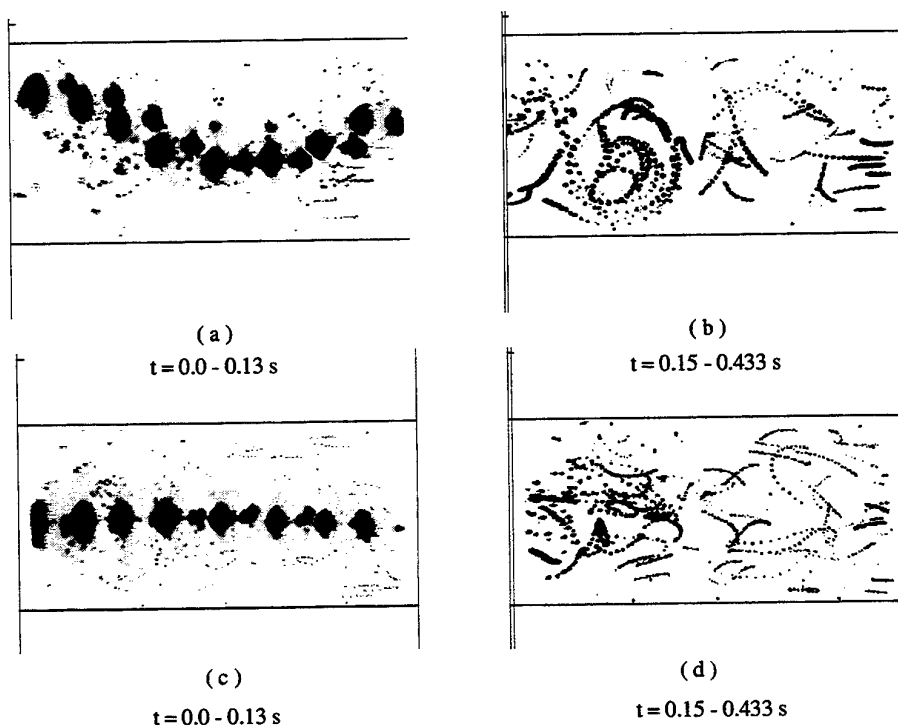 (a)
t = 0.0 - 0.13 s
(b)
t = 0.15 - 0.433 s
(c)
t = 0.0 - 0.13 s
(d)
t = 0.15 - 0.433 s